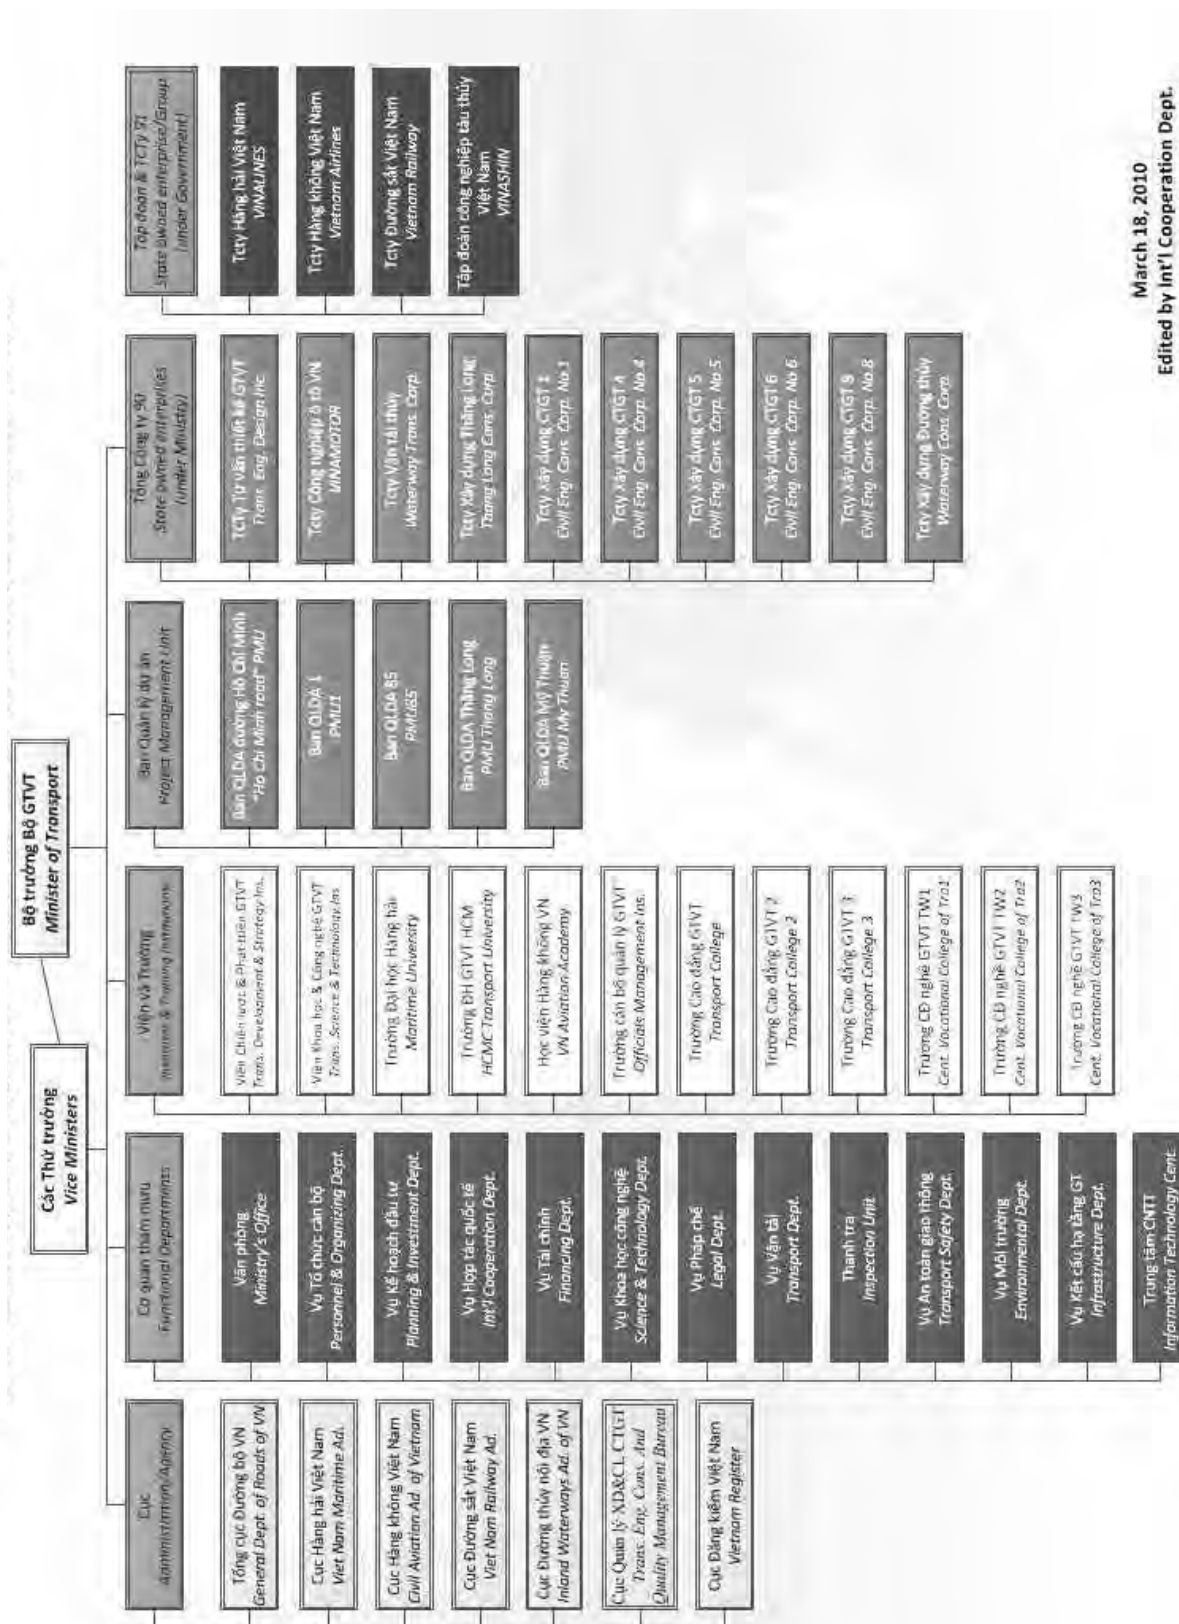 Bộ trưởng Bộ GTVT
Minister of Transport
Các Thứ trưởng
Vice Ministers
Cục
Administration/Agency
Tổng cục Đường bộ VN
General Dept. of Roads of VN
Cục Hàng hải Việt Nam
Viet Nam Maritime Ad.
Cục Hàng không Việt Nam
Civil Aviation Ad. of Vietnam
Cục Đường sắt Việt Nam
Viet Nam Railway Ad.
Cục Đường thủy nội địa VN
Inland Waterways Ad. of VN
Cục Quản lý XD&CL CTGT
Trans. Eng. Cons. And
Quality Management Bureau
Cục Đăng kiểm Việt Nam
Vietnam Register
Cơ quan tham mưu
Functional Departments
Văn phòng
Ministry's Office
Vụ Tổ chức cán bộ
Personnel & Organizing Dept.
Vụ Kế hoạch đầu tư
Planning & Investment Dept.
Vụ Hợp tác quốc tế
Int'l Cooperation Dept.
Vụ Tài chính
Financing Dept.
Vụ Khoa học công nghệ
Science & Technology Dept.
Vụ Pháp chế
Legal Dept.
Vụ Vận tải
Transport Dept.
Thanh tra
Inspection Unit
Vụ An toàn giao thông
Transport Safety Dept.
Vụ Môi trường
Environmental Dept.
Vụ Kết cấu hạ tầng GT
Infrastructure Dept.
Trung tâm CNTT
Information Technology Cent.
Viện và Trường
& Training Institutions
Viện Chiến lược & Phát triển GTVT
Trans. Development & Strategy Ins.
Viện Khoa học & Công nghệ GTVT
Trans. Science & Technology Ins
Trường Đại học Hàng hải
Maritime University
Trường ĐH GTVT HCM
HCMC Transport University
Học viện Hàng không VN
VN Aviation Academy
Trường cán bộ quản lý GTVT
Officials Management Ins.
Trường Cao đẳng GTVT
Transport College
Trường Cao đẳng GTVT 2
Transport College 2
Trường Cao đẳng GTVT 3
Transport College 3
Trường CĐ nghề GTVT TW1
Cent. Vocational College of Tra1
Trường CĐ nghề GTVT TW2
Cent. Vocational College of Tra2
Trường CĐ nghề GTVT TW3
Cent. Vocational College of Tra3
Ban Quản lý dự án
Project Management Unit
Ban QLDA đường Hồ Chí Minh
"Ho Chi Minh road" PMU
Ban QLDA 1
PMU1
Ban QLDA 85
PMU85
Ban QLDA Thăng Long
PMU Thang Long
Ban QLDA Mỹ Thuận
PMU My Thuan
Tổng Công ty 90
State owned enterprises
(under Ministry)
Tcty Tư vấn thiết kế GTVT
Trans. Eng. Design Inc.
Tcty Công nghiệp ô tô VN
VINAMOTOR
Tcty Vận tải thủy
Waterway Trans. Corp.
Tcty Xây dựng Thăng Long
Thang Long Cons. Corp
Tcty Xây dựng CTGT 1
Civil Eng. Cons. Corp. No.1
Tcty Xây dựng CTGT 4
Civil Eng. Cons. Corp. No.4
Tcty Xây dựng CTGT 5
Civil Eng. Cons. Corp. No.5
Tcty Xây dựng CTGT 6
Civil Eng. Cons. Corp. No 6
Tcty Xây dựng CTGT 8
Civil Eng. Cons. Corp. No.8
Tcty Xây dựng Đường thủy
Waterway Cons. Corp.
Tập đoàn & TCTy 91
State owned enterprise/Group
(under Government)
Tcty Hàng hải Việt Nam
VINALINES
Tcty Hàng không Việt Nam
Vietnam Airlines
Tcty Đường sắt Việt Nam
Vietnam Railway
Tập đoàn công nghiệp tàu thủy
Việt Nam
VINASHIN
March 18, 2010
Edited by Int'l Cooperation Dept.